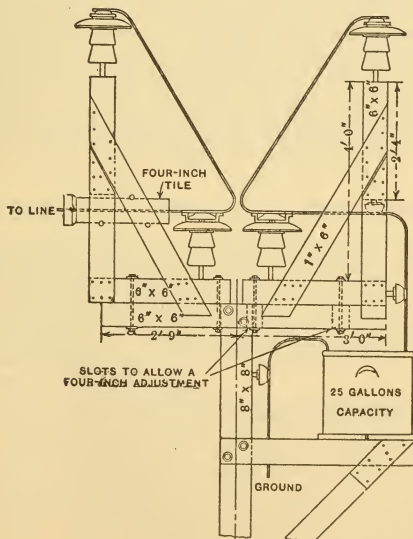 6" X 6"
4'-0"
2'-4"
FOUR-INCH
TILE
TO LINE
1" X 6"
6" X 6"
6" X 6"
2'-9"
3'-0"
SLOTS TO ALLOW A
FOUR-INCH ADJUSTMENT
8" X 8"
25 GALLONS
CAPACITY
GROUND